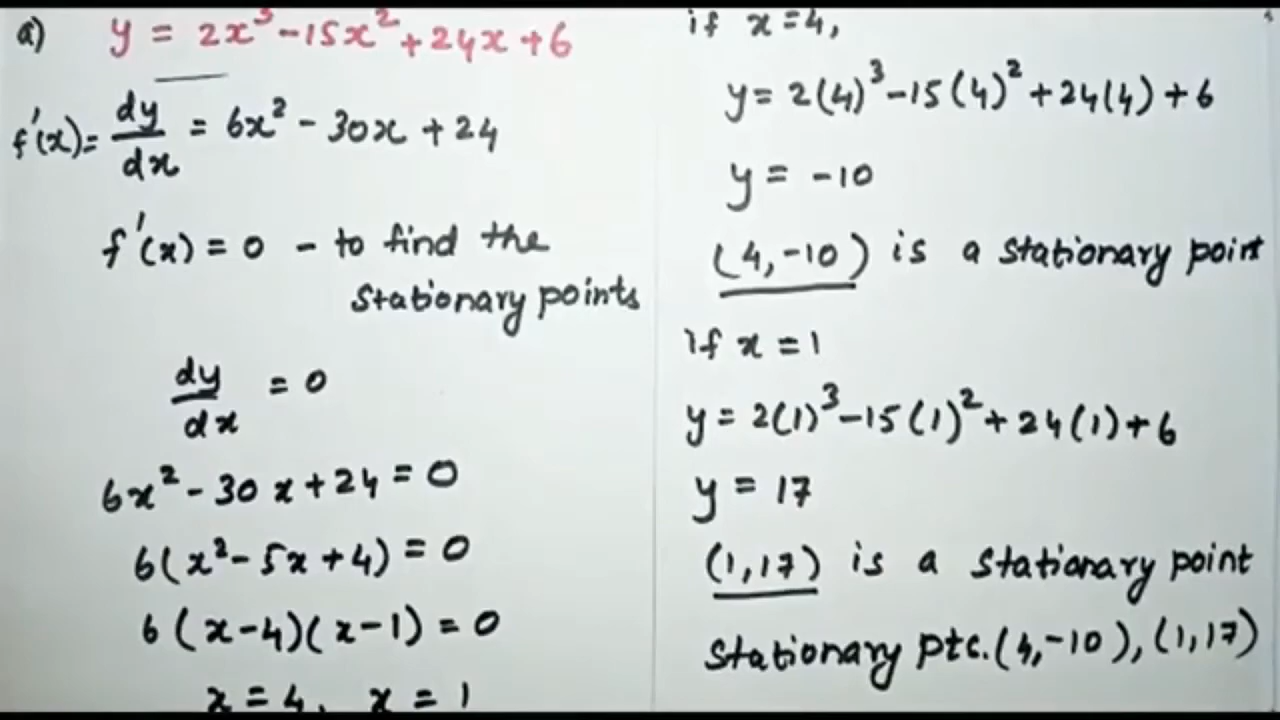 a) y = 2x³ -15x² + 24x + 6
f'(x) = dy/dx = 6x² - 30x + 24
f'(x) = 0 - to find the
stationary points
dy/dx = 0
6x² - 30x + 24 = 0
6(x² - 5x + 4) = 0
6(x-4)(x-1) = 0
x = 4, x = 1
if x = 4,
y = 2(4)³ -15(4)² + 24(4) + 6
y = -10
(4,-10) is a stationary point
if x = 1
y = 2(1)³ -15(1)² + 24(1) + 6
y = 17
(1,17) is a stationary point
stationary pts. (4,-10), (1,17)